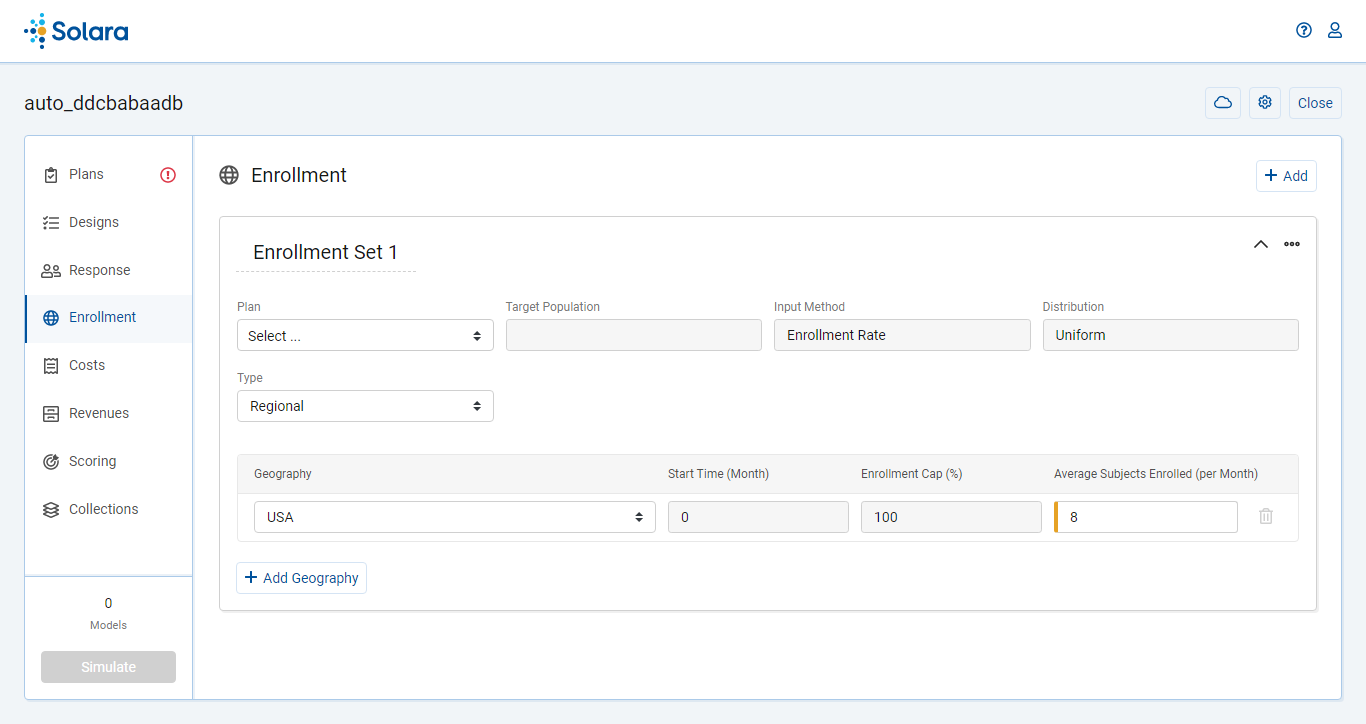 Solara
auto_ddcbabaadb
Close
Plans
Designs
Response
Enrollment
Costs
Revenues
Scoring
Collections
0
Models
Simulate
Enrollment
Add
Enrollment Set 1
Plan
Target Population
Input Method
Distribution
Select ...
Enrollment Rate
Uniform
Type
Regional
Geography
Start Time (Month)
Enrollment Cap (%)
Average Subjects Enrolled (per Month)
USA
0
100
8
Add Geography